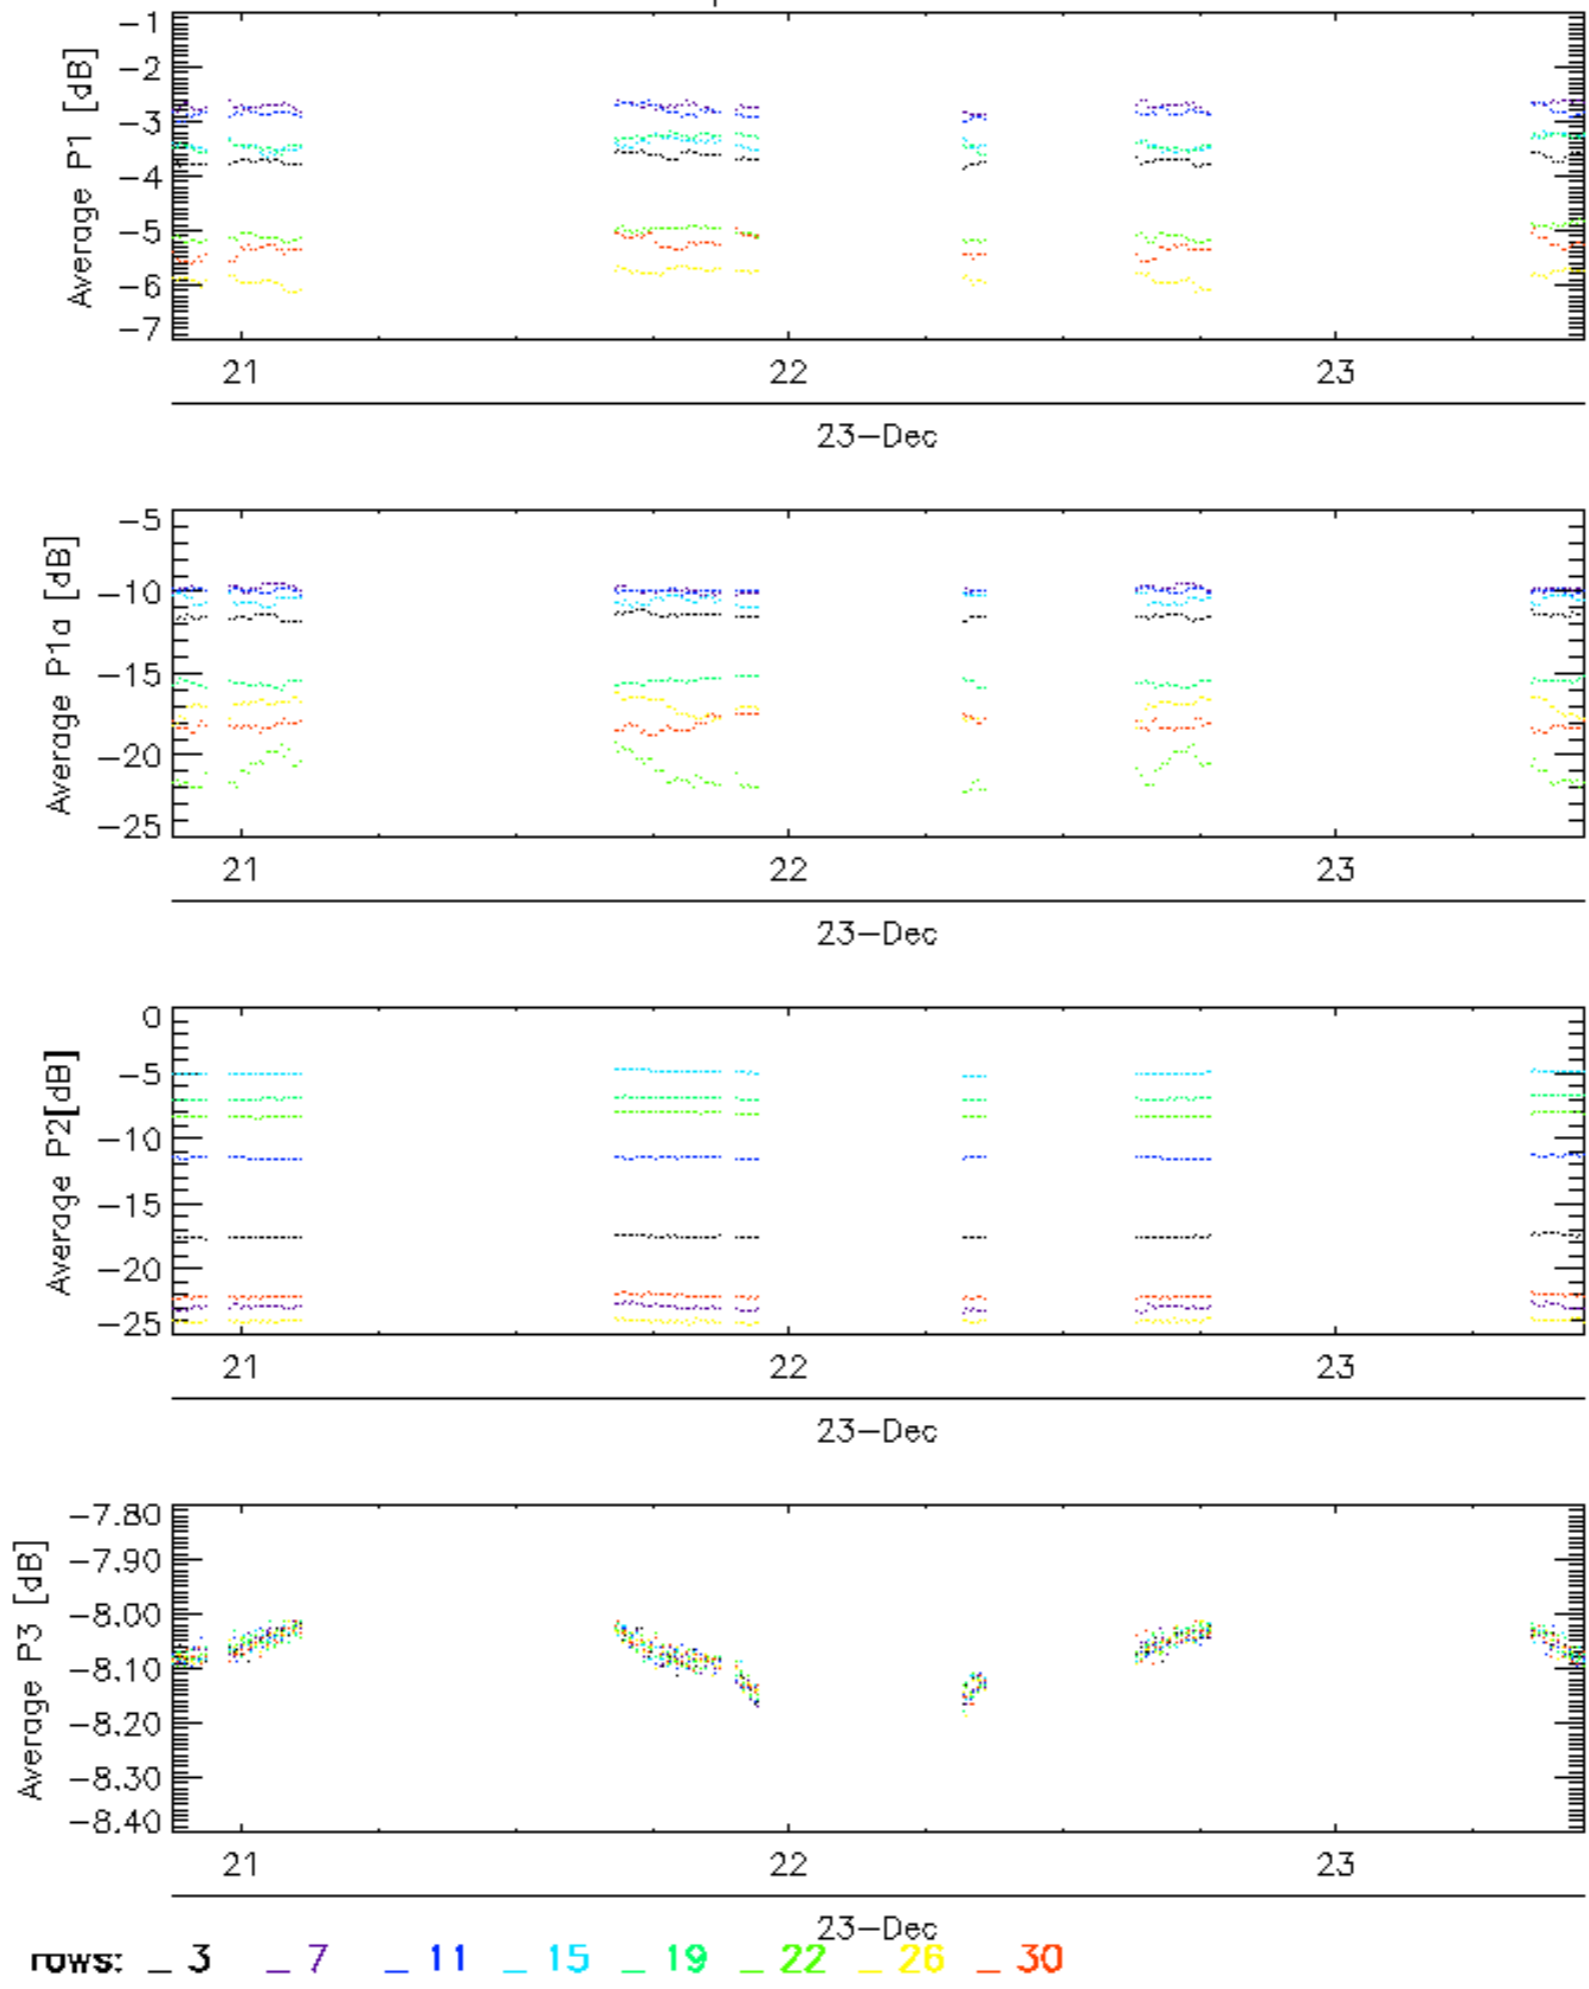 Average P1 [dB]
−1
−2
−3
−4
−5
−6
−7
21 22 23
23−Dec
Average P1a [dB]
−5
−10
−15
−20
−25
21 22 23
23−Dec
Average P2[dB]
0
−5
−10
−15
−20
−25
21 22 23
23−Dec
Average P3 [dB]
−7.80
−7.90
−8.00
−8.10
−8.20
−8.30
−8.40
21 22 23
23−Dec
rows: _ 3 _ 7 _ 11 _ 15 _ 19 _ 22 _ 26 _ 30